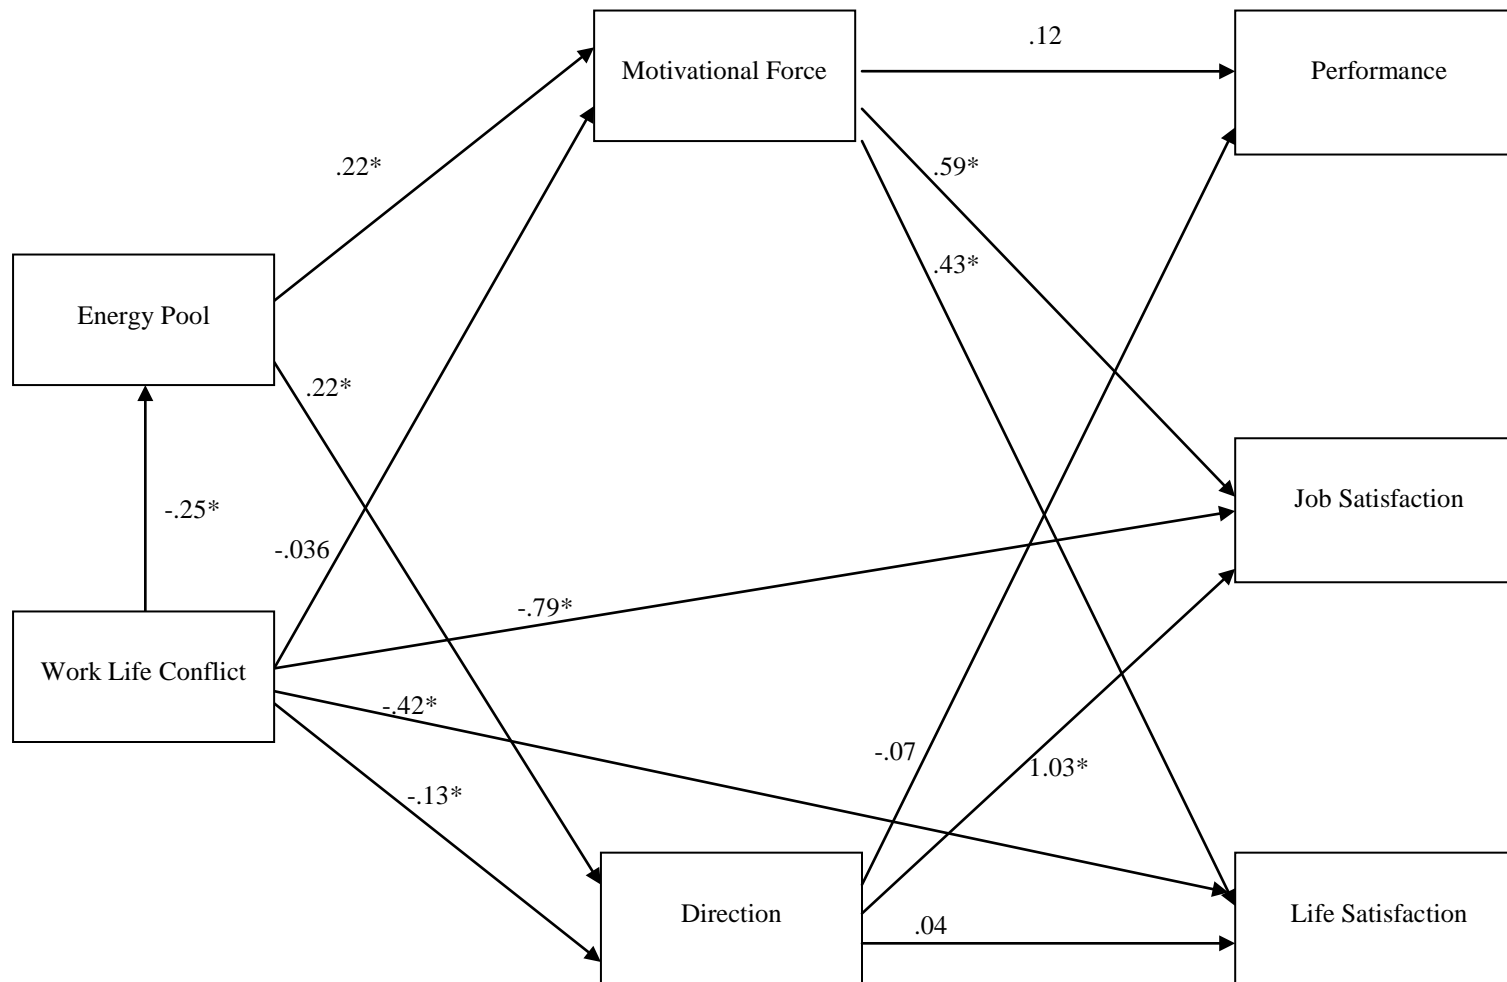 .12
Motivational Force
Performance
.22*
.59*
.43*
Energy Pool
.22*
-.25*
Job Satisfaction
-.036
-.79*
Work Life Conflict
-.42*
-.07
1.03*
-.13*
Direction
.04
Life Satisfaction